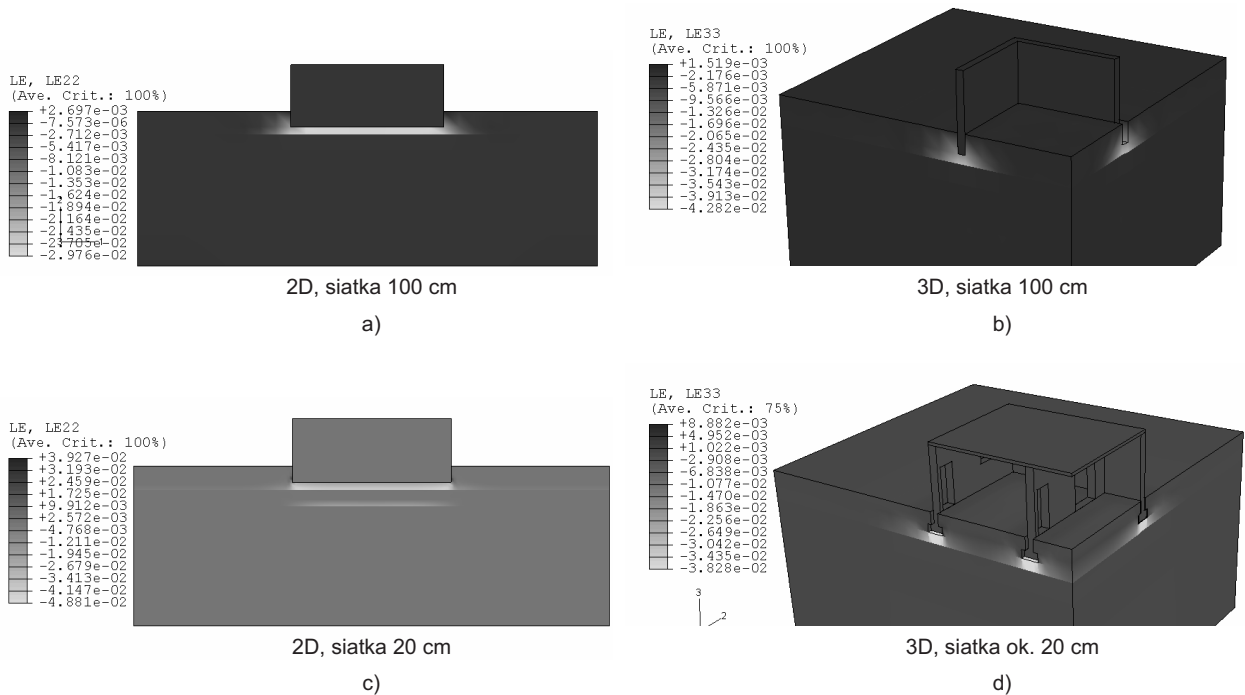 LE, LE22
(Ave. Crit.: 100%)
+2.697e-03
-7.573e-06
-2.712e-03
-5.417e-03
-8.121e-03
-1.083e-02
-1.353e-02
-1.624e-02
-1.894e-02
-2.164e-02
-2.435e-02
-2.705e-02
-2.976e-02
2D, siatka 100 cm
a)
LE, LE33
(Ave. Crit.: 100%)
+1.519e-03
-2.176e-03
-5.871e-03
-9.566e-03
-1.326e-02
-1.696e-02
-2.065e-02
-2.435e-02
-2.804e-02
-3.174e-02
-3.543e-02
-3.913e-02
-4.282e-02
3D, siatka 100 cm
b)
LE, LE22
(Ave. Crit.: 100%)
+3.927e-02
+3.193e-02
+2.459e-02
+1.725e-02
+9.912e-03
+2.572e-03
-4.768e-03
-1.211e-02
-1.945e-02
-2.679e-02
-3.413e-02
-4.147e-02
-4.881e-02
2D, siatka 20 cm
c)
LE, LE33
(Ave. Crit.: 75%)
+8.882e-03
+4.952e-03
+1.022e-03
-2.908e-03
-6.838e-03
-1.077e-02
-1.470e-02
-1.863e-02
-2.256e-02
-2.649e-02
-3.042e-02
-3.435e-02
-3.828e-02
3
2
3D, siatka ok. 20 cm
d)